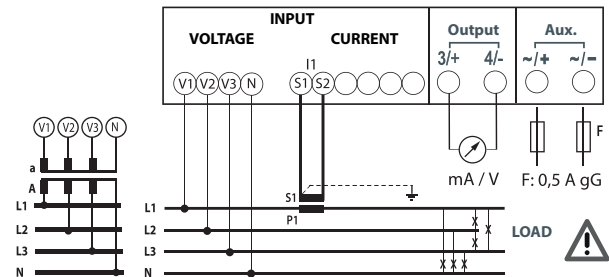 INPUT
VOLTAGE CURRENT
Output
Aux.
I1
3/+ 4/-
~/+ ~/-
V1 V2 V3 N S1 S2
V1 V2 V3 N
F
mA / V
F: 0,5 A gG
a
A
S1
P1
L1
L2
L3
N
L1
L2
L3
N
LOAD